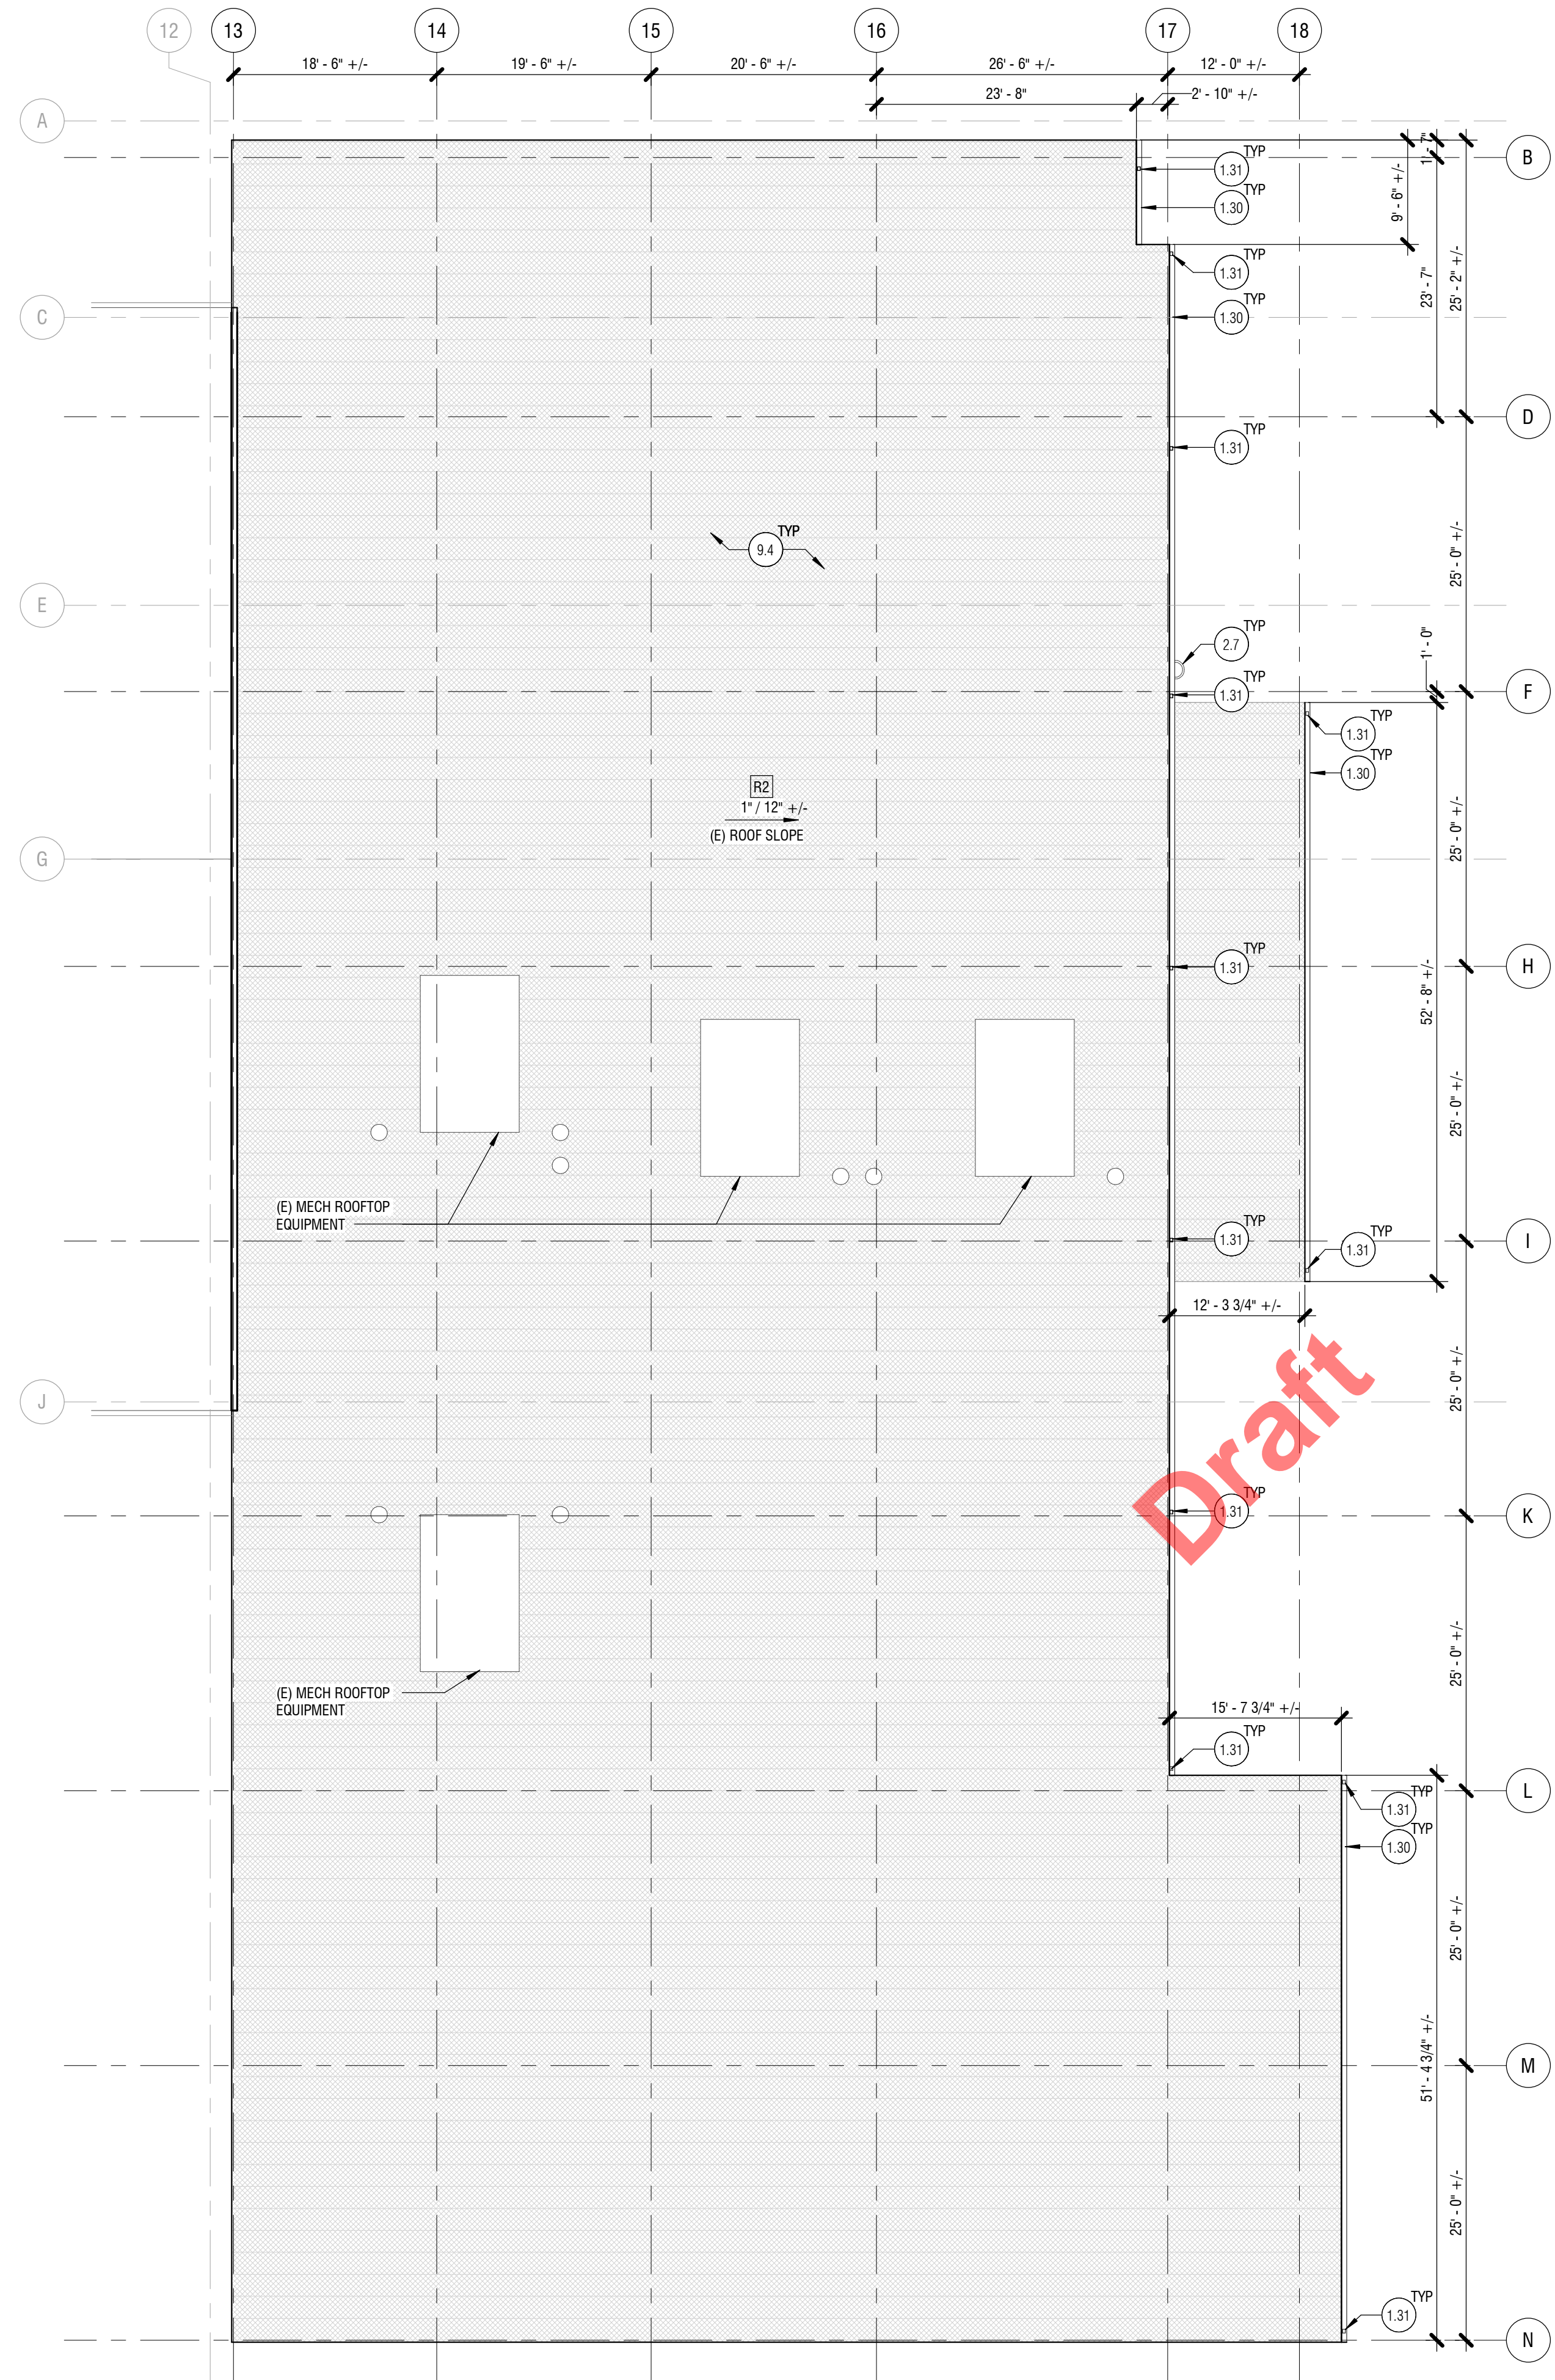 12
13
14
15
16
17
18
18' - 6" +/-
19' - 6" +/-
20' - 6" +/-
26' - 6" +/-
12' - 0" +/-
23' - 8"
2' - 10" +/-
A
B
1' - 7"
TYP
1.31
TYP
1.30
9' - 6" +/-
TYP
1.31
23' - 7"
25' - 2" +/-
C
TYP
1.30
D
TYP
1.31
TYP
9.4
25' - 0" +/-
E
TYP
2.7
1' - 0"
F
TYP
1.31
TYP
1.31
TYP
1.30
R2
1" / 12" +/-
(E) ROOF SLOPE
25' - 0" +/-
G
H
TYP
1.31
52' - 8" +/-
25' - 0" +/-
(E) MECH ROOFTOP
EQUIPMENT
TYP
1.31
TYP
1.31
I
12' - 3 3/4" +/-
25' - 0" +/-
Draft
J
TYP
1.31
K
25' - 0" +/-
(E) MECH ROOFTOP
EQUIPMENT
15' - 7 3/4" +/-
TYP
1.31
L
TYP
1.31
TYP
1.30
25' - 0" +/-
M
51' - 4 3/4" +/-
25' - 0" +/-
TYP
1.31
N